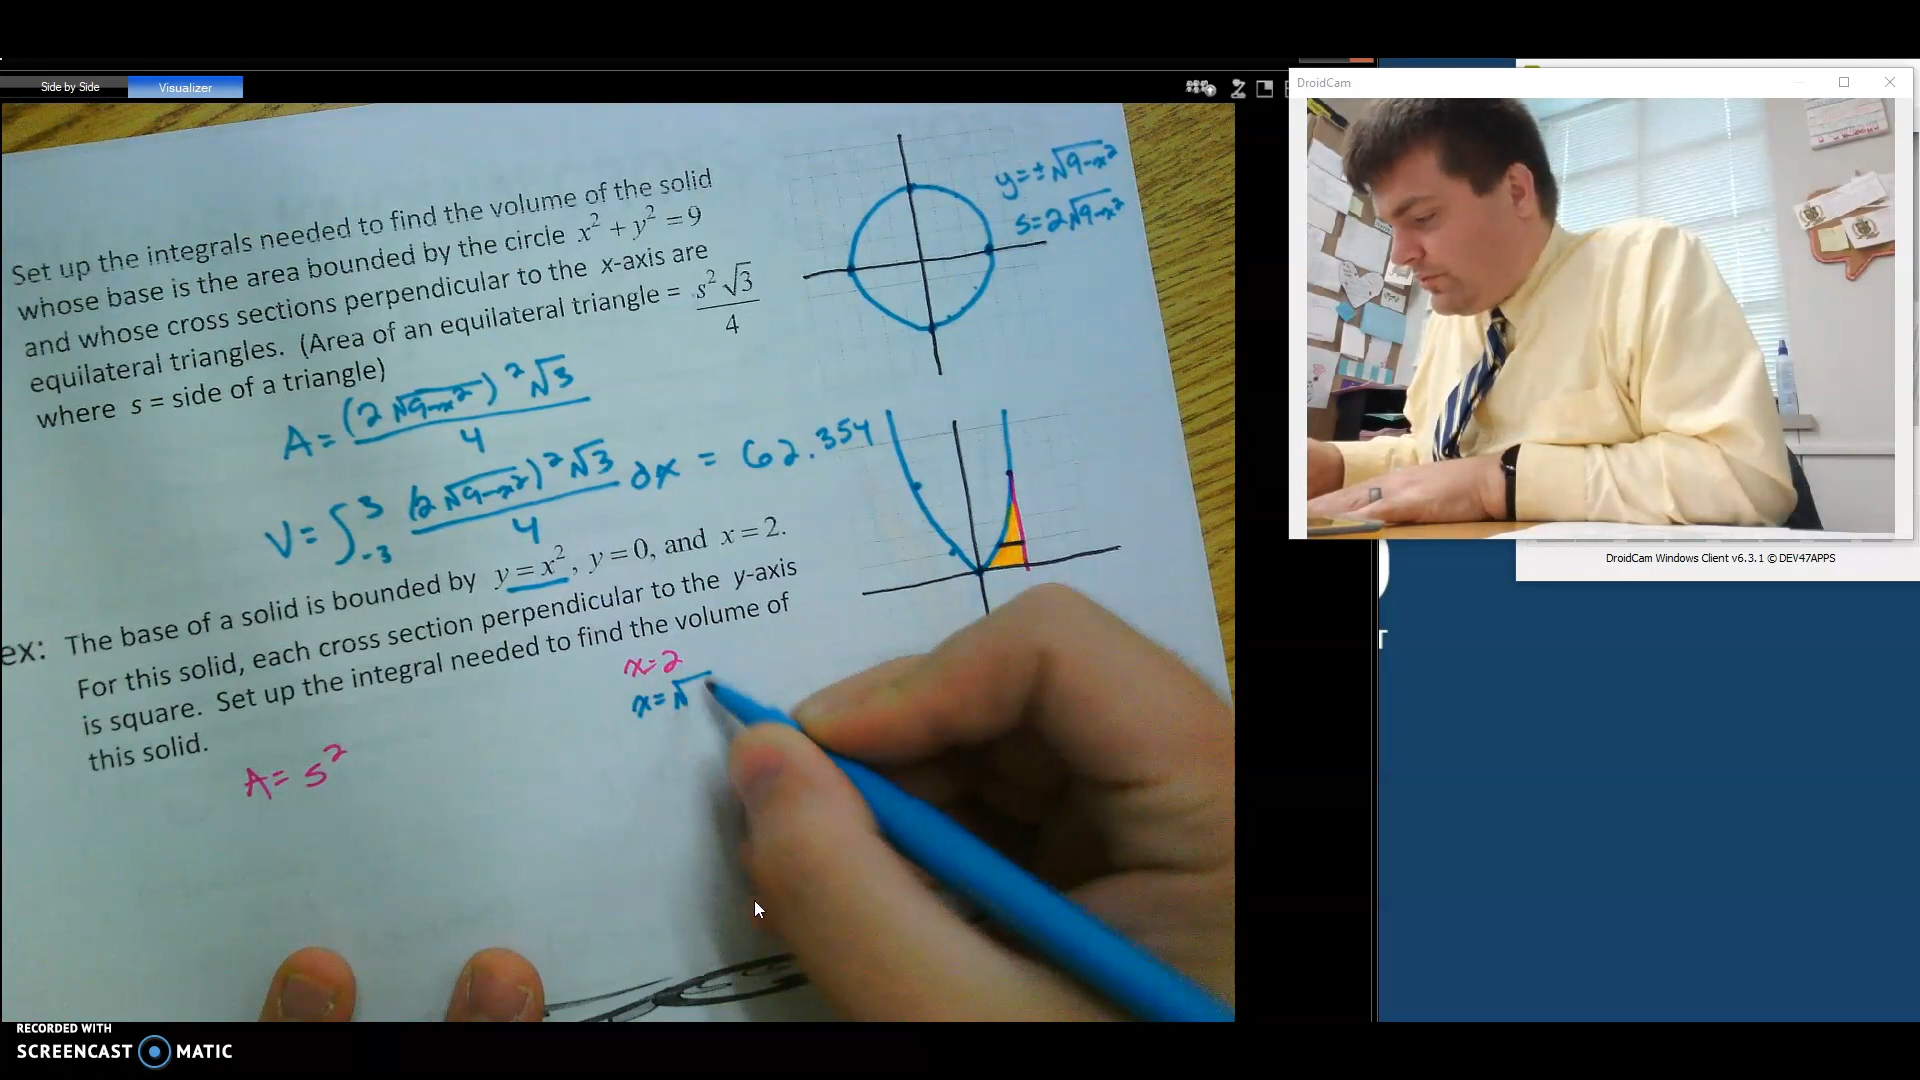 Side by Side
Visualizer
DroidCam
Set up the integrals needed to find the volume of the solid
whose base is the area bounded by the circle x² + y² = 9
and whose cross sections perpendicular to the x-axis are
equilateral triangles. (Area of an equilateral triangle = s²√3/4
where s = side of a triangle)
y=±√9-x²
s=2√9-x²
A= (2√9-x²)²√3/4
V= ∫₋₃³ (2√9-x²)²√3/4 dx = 62.354
ex: The base of a solid is bounded by y = x², y = 0, and x = 2.
For this solid, each cross section perpendicular to the y-axis
is square. Set up the integral needed to find the volume of
this solid.
x=2
x=√
A= s²
DroidCam Windows Client v6.3.1 © DEV47APPS
T
RECORDED WITH
SCREENCAST MATIC